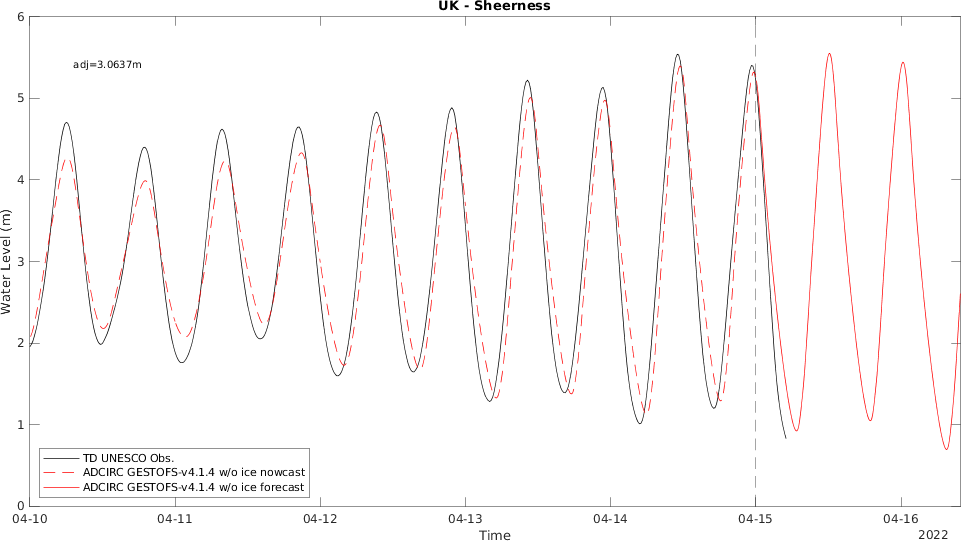 UK - Sheerness
6
adj=3.0637m
5
4
3
2
1
0
Water Level (m)
TD UNESCO Obs.
ADCIRC GESTOFS-v4.1.4 w/o ice nowcast
ADCIRC GESTOFS-v4.1.4 w/o ice forecast
04-10 04-11 04-12 04-13 04-14 04-15 04-16
Time
2022